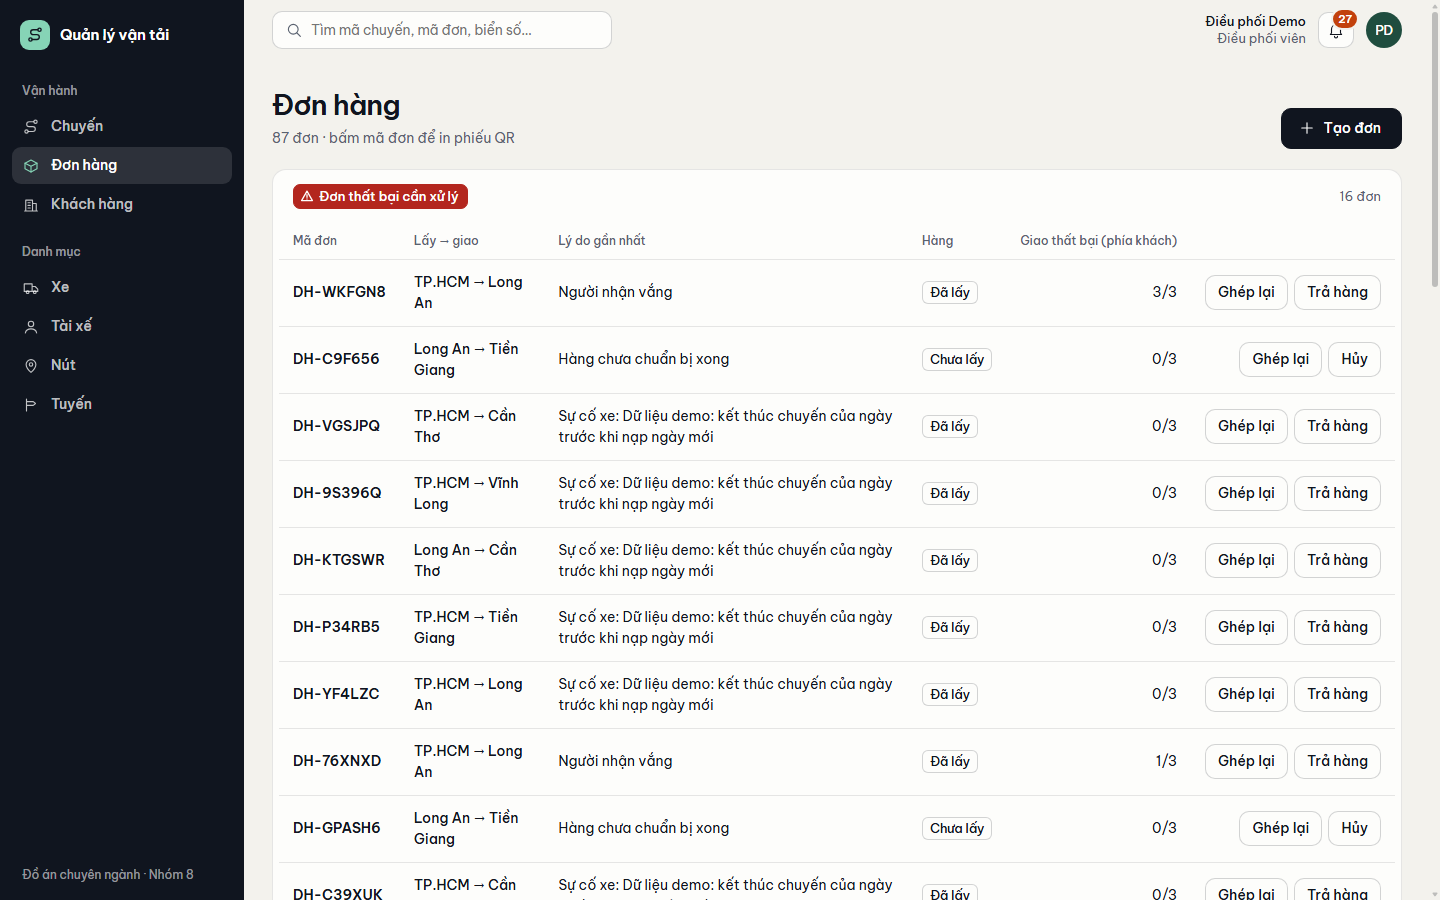 Quản lý vận tải
Vận hành
Chuyến
Đơn hàng
Khách hàng
Danh mục
Xe
Tài xế
Nút
Tuyến
Đồ án chuyên ngành · Nhóm 8
Tìm mã chuyến, mã đơn, biển số...
Điều phối Demo
Điều phối viên
27
PD
Đơn hàng
87 đơn · bấm mã đơn để in phiếu QR
Tạo đơn
Đơn thất bại cần xử lý
16 đơn
Mã đơn Lấy → giao Lý do gần nhất Hàng Giao thất bại (phía khách)
DH-WKFGN8 TP.HCM → Long An Người nhận vắng Đã lấy 3/3 Ghép lại Trả hàng
DH-C9F656 Long An → Tiền Giang Hàng chưa chuẩn bị xong Chưa lấy 0/3 Ghép lại Hủy
DH-VGSJPQ TP.HCM → Cần Thơ Sự cố xe: Dữ liệu demo: kết thúc chuyến của ngày trước khi nạp ngày mới Đã lấy 0/3 Ghép lại Trả hàng
DH-9S396Q TP.HCM → Vĩnh Long Sự cố xe: Dữ liệu demo: kết thúc chuyến của ngày trước khi nạp ngày mới Đã lấy 0/3 Ghép lại Trả hàng
DH-KTGSWR Long An → Cần Thơ Sự cố xe: Dữ liệu demo: kết thúc chuyến của ngày trước khi nạp ngày mới Đã lấy 0/3 Ghép lại Trả hàng
DH-P34RB5 TP.HCM → Tiền Giang Sự cố xe: Dữ liệu demo: kết thúc chuyến của ngày trước khi nạp ngày mới Đã lấy 0/3 Ghép lại Trả hàng
DH-YF4LZC TP.HCM → Long An Sự cố xe: Dữ liệu demo: kết thúc chuyến của ngày trước khi nạp ngày mới Đã lấy 0/3 Ghép lại Trả hàng
DH-76XNXD TP.HCM → Long An Người nhận vắng Đã lấy 1/3 Ghép lại Trả hàng
DH-GPASH6 Long An → Tiền Giang Hàng chưa chuẩn bị xong Chưa lấy 0/3 Ghép lại Hủy
DH-C39XUK TP.HCM → Cần Sự cố xe: Dữ liệu demo: kết thúc chuyến của ngày Đã lấy 0/3 Ghép lại Trả hàng